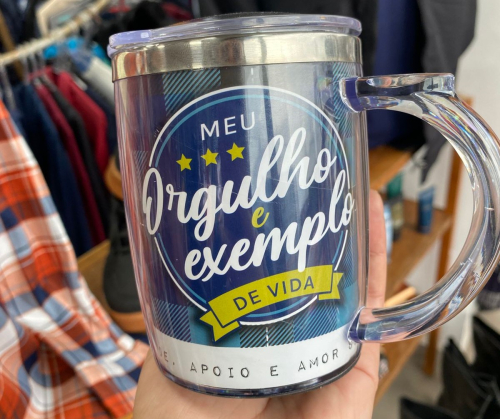 MEU
Orgulho
e
exemplo
DE VIDA
, APOIO E AMOR